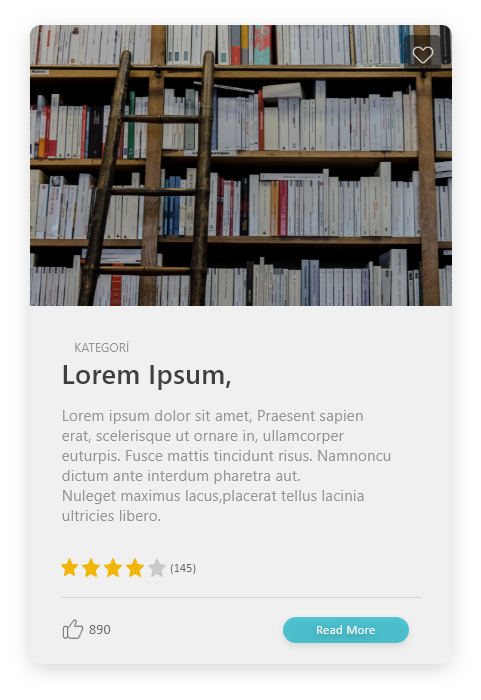 KATEGORİ
Lorem Ipsum,
Lorem ipsum dolor sit amet, Praesent sapien
erat, scelerisque ut ornare in, ullamcorper
euturpis. Fusce mattis tincidunt risus. Namnoncu
dictum ante interdum pharetra aut.
Nuleget maximus lacus,placerat tellus lacinia
ultricies libero.
(145)
890
Read More